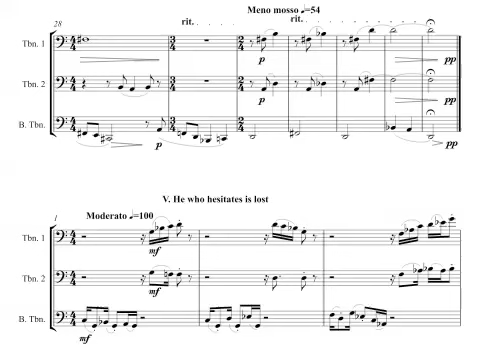 Meno mosso ♩=54
rit. . . . . . rit. . . . . . . . . . . .
28
Tbn. 1
p
pp
Tbn. 2
p
pp
B. Tbn.
p
pp
V. He who hesitates is lost
1
Moderato ♩=100
Tbn. 1
mf
Tbn. 2
mf
B. Tbn.
mf